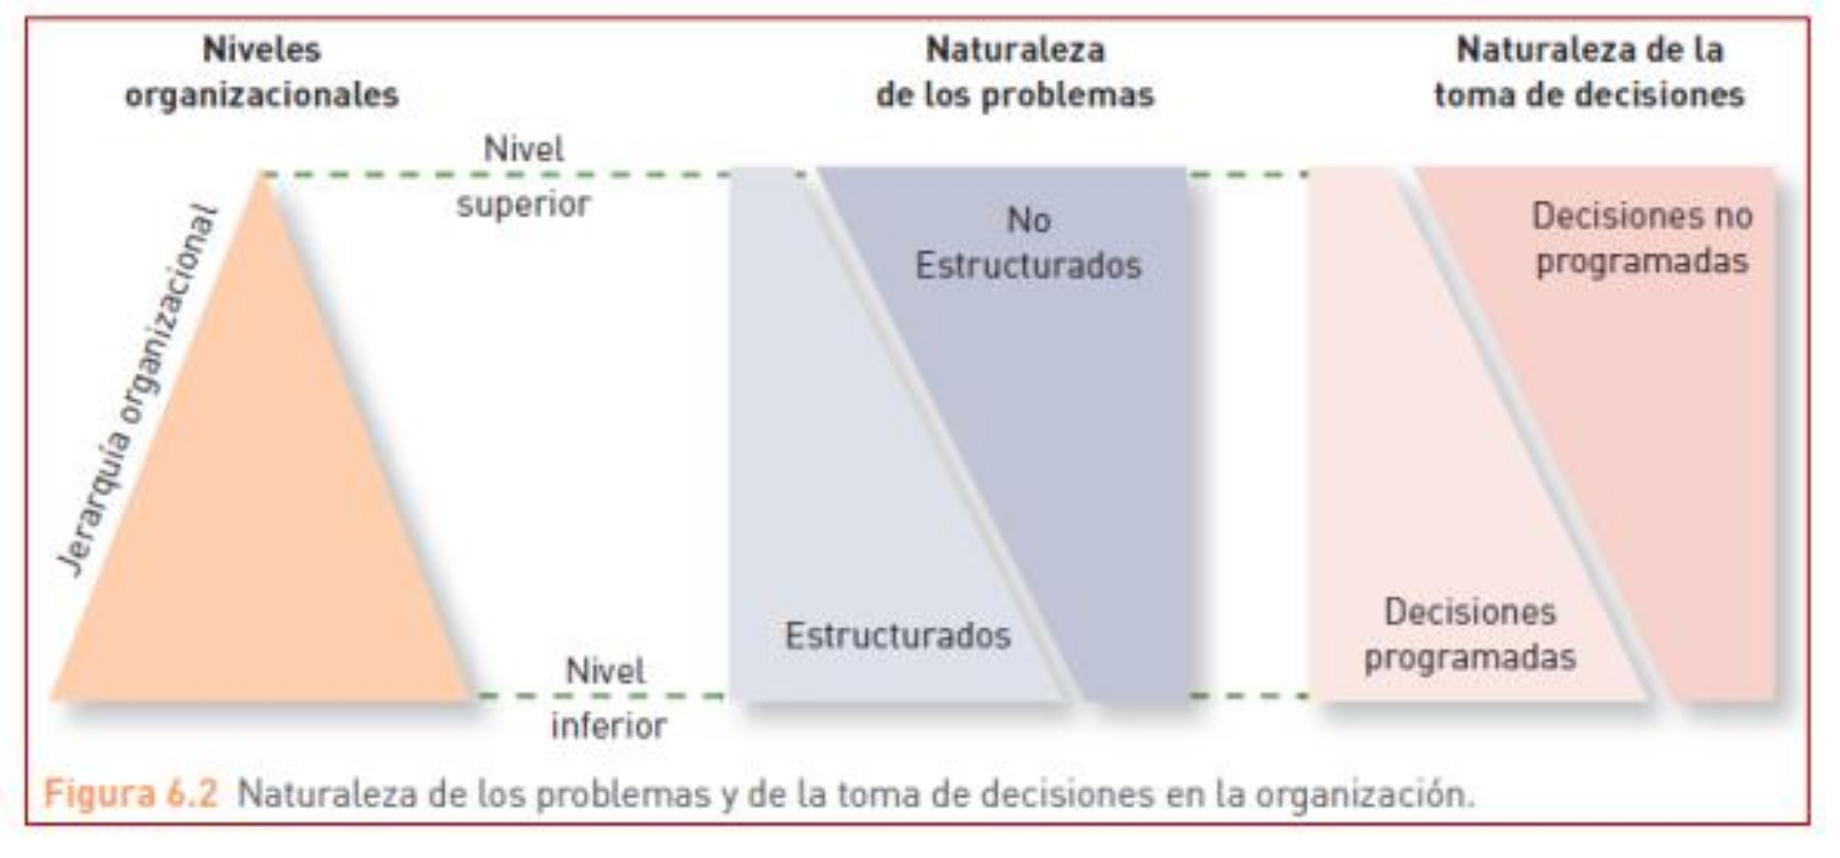 Niveles
organizacionales
Naturaleza
de los problemas
Naturaleza de la
toma de decisiones
Jerarquía organizacional
Nivel
superior
No
Estructurados
Decisiones no
programadas
Estructurados
Decisiones
programadas
Nivel
inferior
Figura 6.2 Naturaleza de los problemas y de la toma de decisiones en la organización.